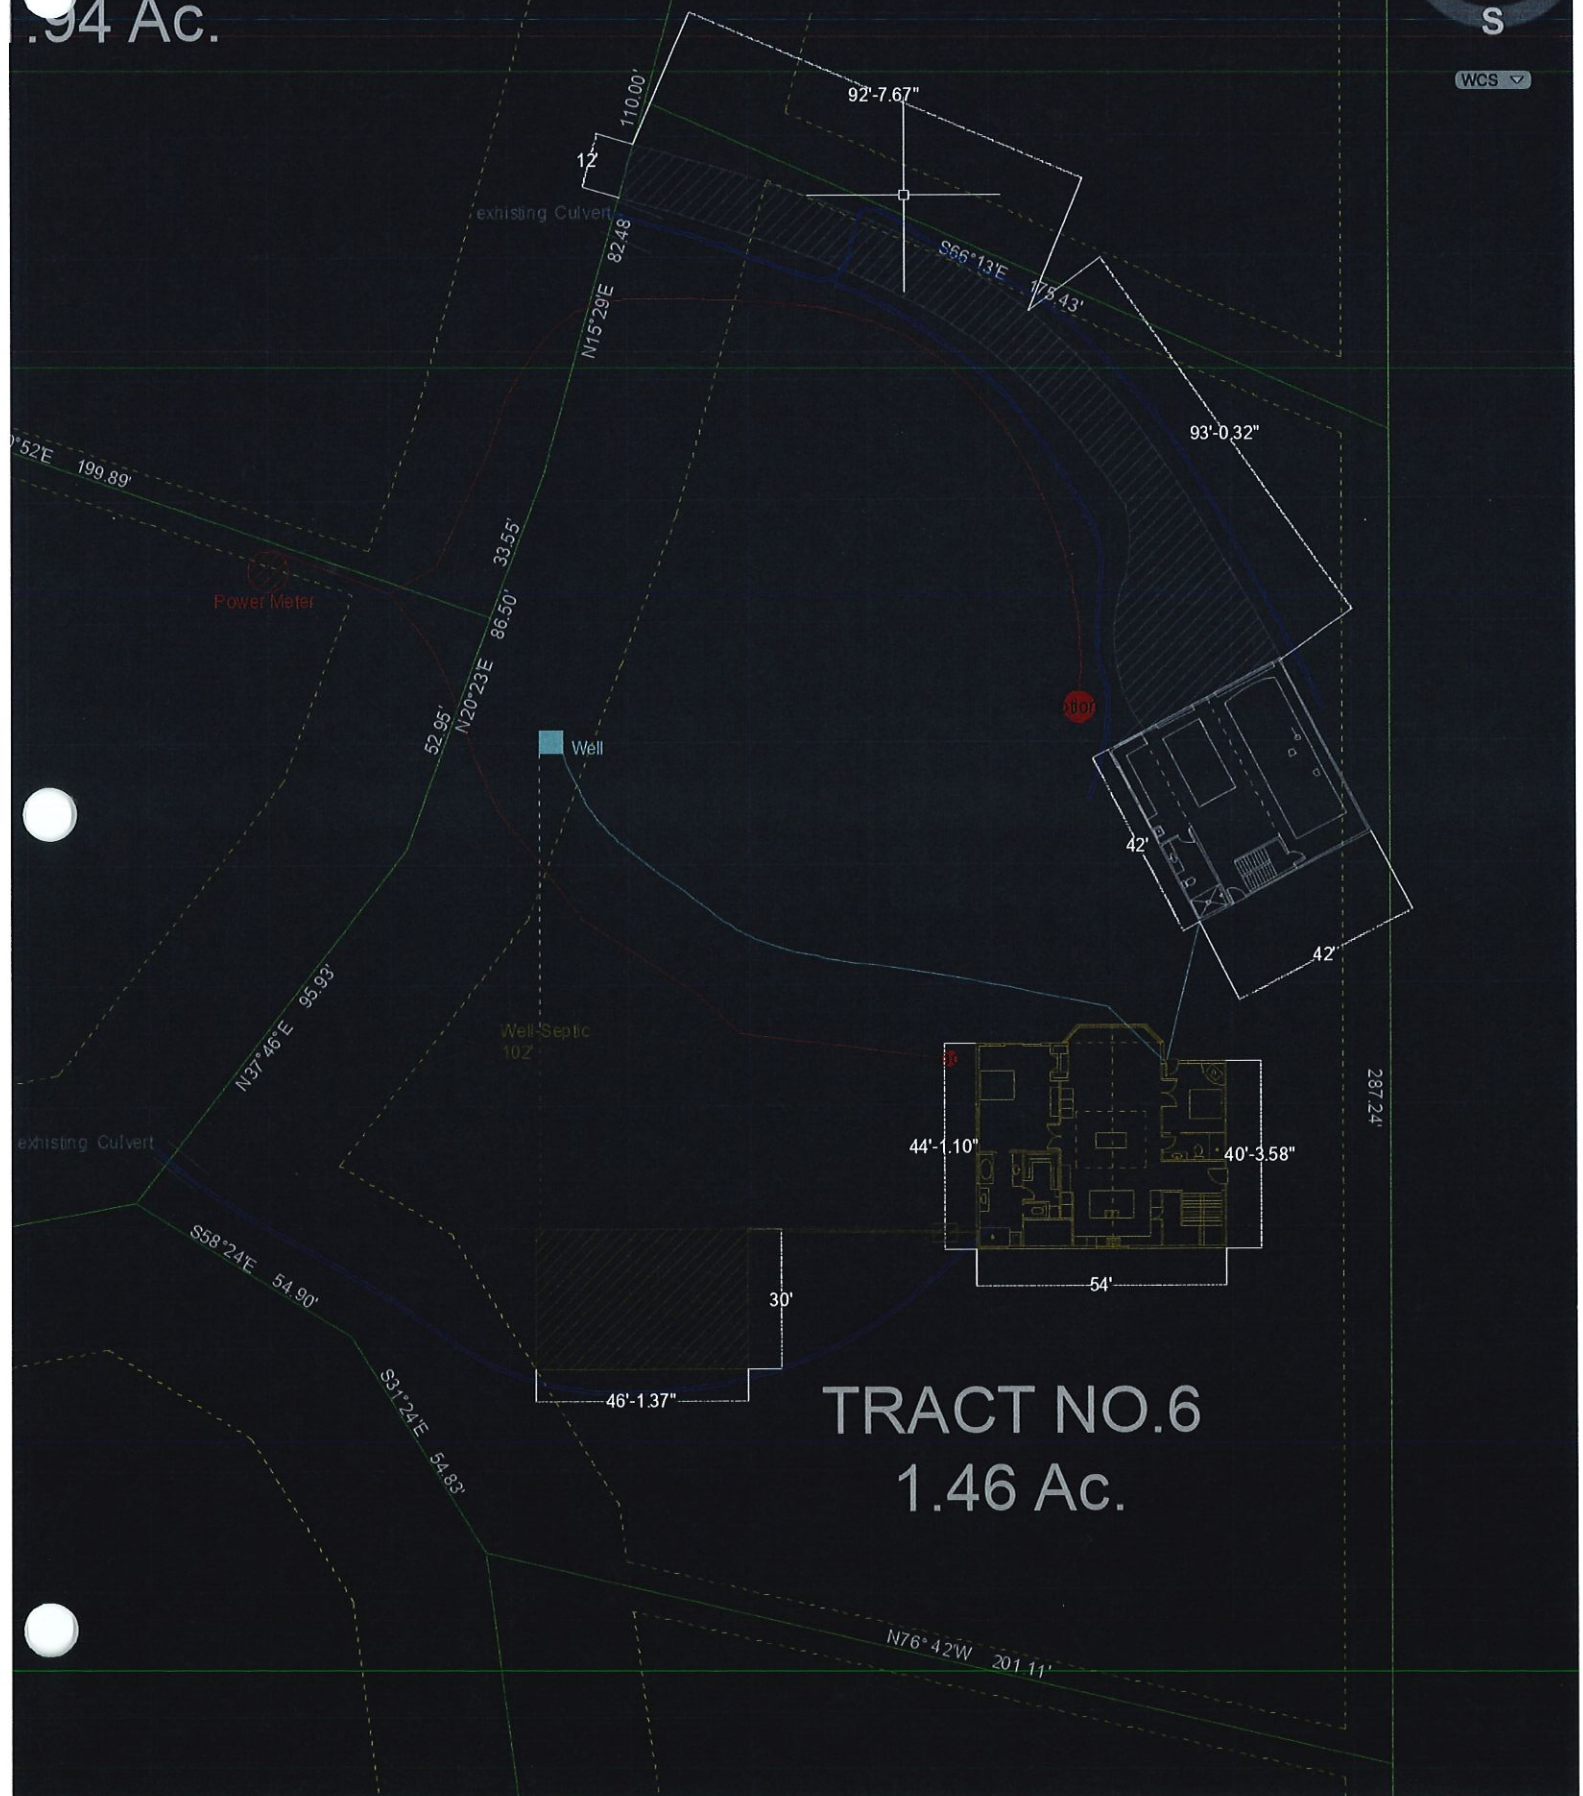 .94 Ac.
S
WCS
110.00'
92'-7.67"
12'
exhisting Culvert
82.48
N15°29'E
S66°13'E
175.43'
93'-0.32"
°52'E 199.89'
33.55'
Power Meter
86.50'
N20°23'E
52.95'
Well
42'
42'
95.93'
N37°46'E
Well-Septic
102'
287.24'
exhisting Culvert
44'-1.10"
40'-3.58"
S58°24'E 54.90'
54'
30'
46'-1.37"
S31°24'E 54.83'
TRACT NO.6
1.46 Ac.
N76°42'W 201.11'